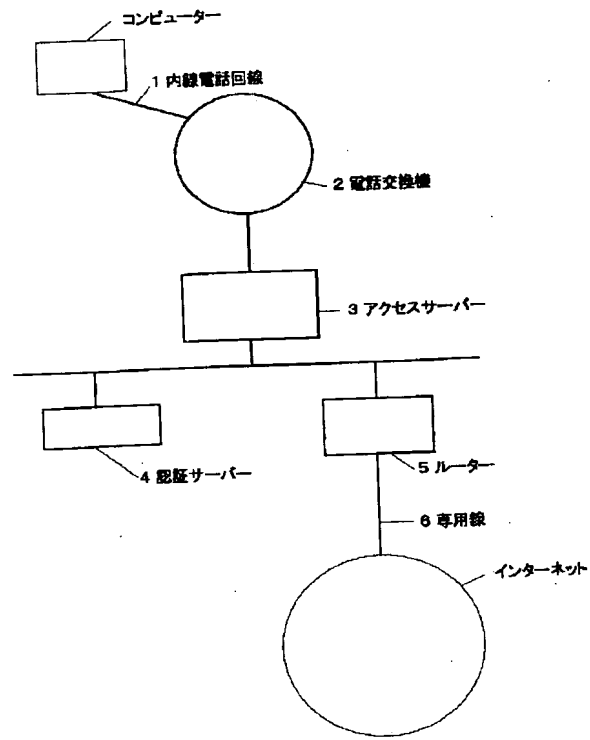 コンピューター
1 内線電話回線
2 電話交換機
3 アクセスサーバー
4 認証サーバー
5 ルーター
6 専用線
インターネット